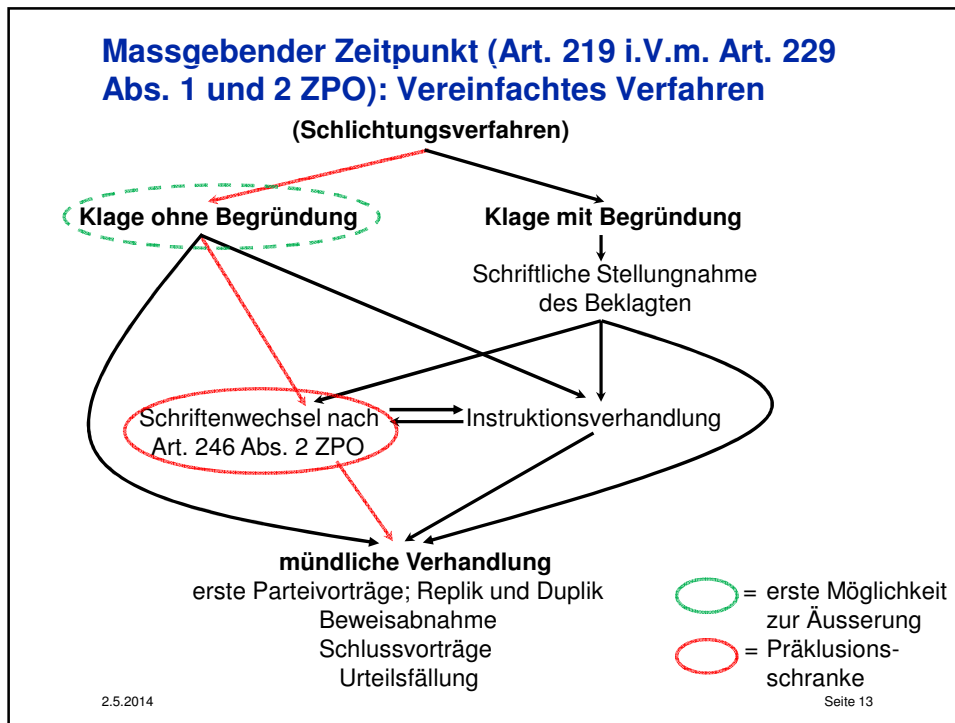 Massgebender Zeitpunkt (Art. 219 i.V.m. Art. 229
Abs. 1 und 2 ZPO): Vereinfachtes Verfahren
(Schlichtungsverfahren)
Klage ohne Begründung
Klage mit Begründung
Schriftliche Stellungnahme
des Beklagten
Schriftenwechsel nach
Art. 246 Abs. 2 ZPO
Instruktionsverhandlung
mündliche Verhandlung
erste Parteivorträge; Replik und Duplik
Beweisabnahme
Schlussvorträge
Urteilsfällung
= erste Möglichkeit
zur Äusserung
= Präklusions-
schranke
2.5.2014
Seite 13